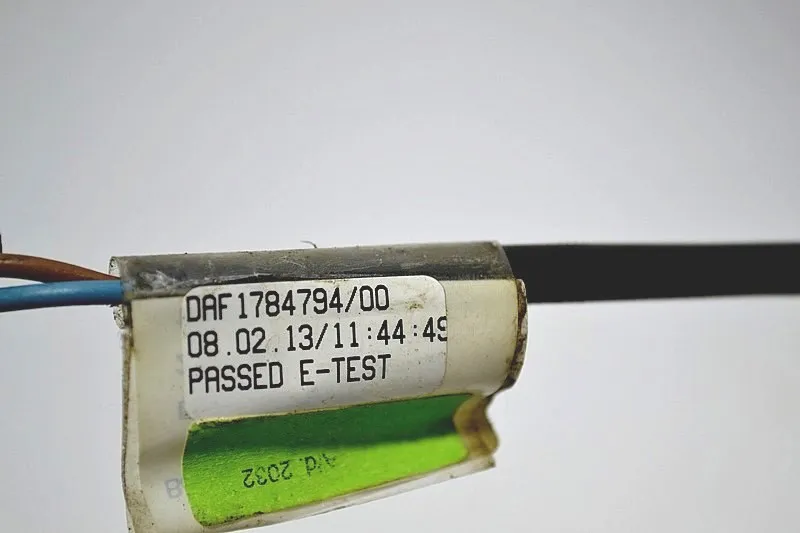 DAF1784794/00
08.02.13/11:44:49
PASSED E-TEST
A/d. 2032